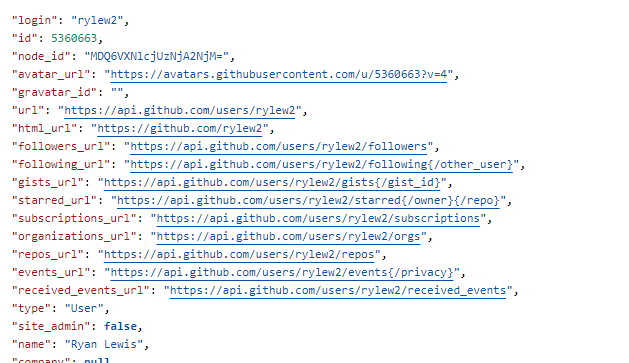 "login": "rylew2",
"id": 5360663,
"node_id": "MDQ6VXNlcjUzNjA2NjM=",
"avatar_url": "https://avatars.githubusercontent.com/u/5360663?v=4",
"gravatar_id": "",
"url": "https://api.github.com/users/rylew2",
"html_url": "https://github.com/rylew2",
"followers_url": "https://api.github.com/users/rylew2/followers",
"following_url": "https://api.github.com/users/rylew2/following{/other_user}",
"gists_url": "https://api.github.com/users/rylew2/gists{/gist_id}",
"starred_url": "https://api.github.com/users/rylew2/starred{/owner}{/repo}",
"subscriptions_url": "https://api.github.com/users/rylew2/subscriptions",
"organizations_url": "https://api.github.com/users/rylew2/orgs",
"repos_url": "https://api.github.com/users/rylew2/repos",
"events_url": "https://api.github.com/users/rylew2/events{/privacy}",
"received_events_url": "https://api.github.com/users/rylew2/received_events",
"type": "User",
"site_admin": false,
"name": "Ryan Lewis",
"company": null,